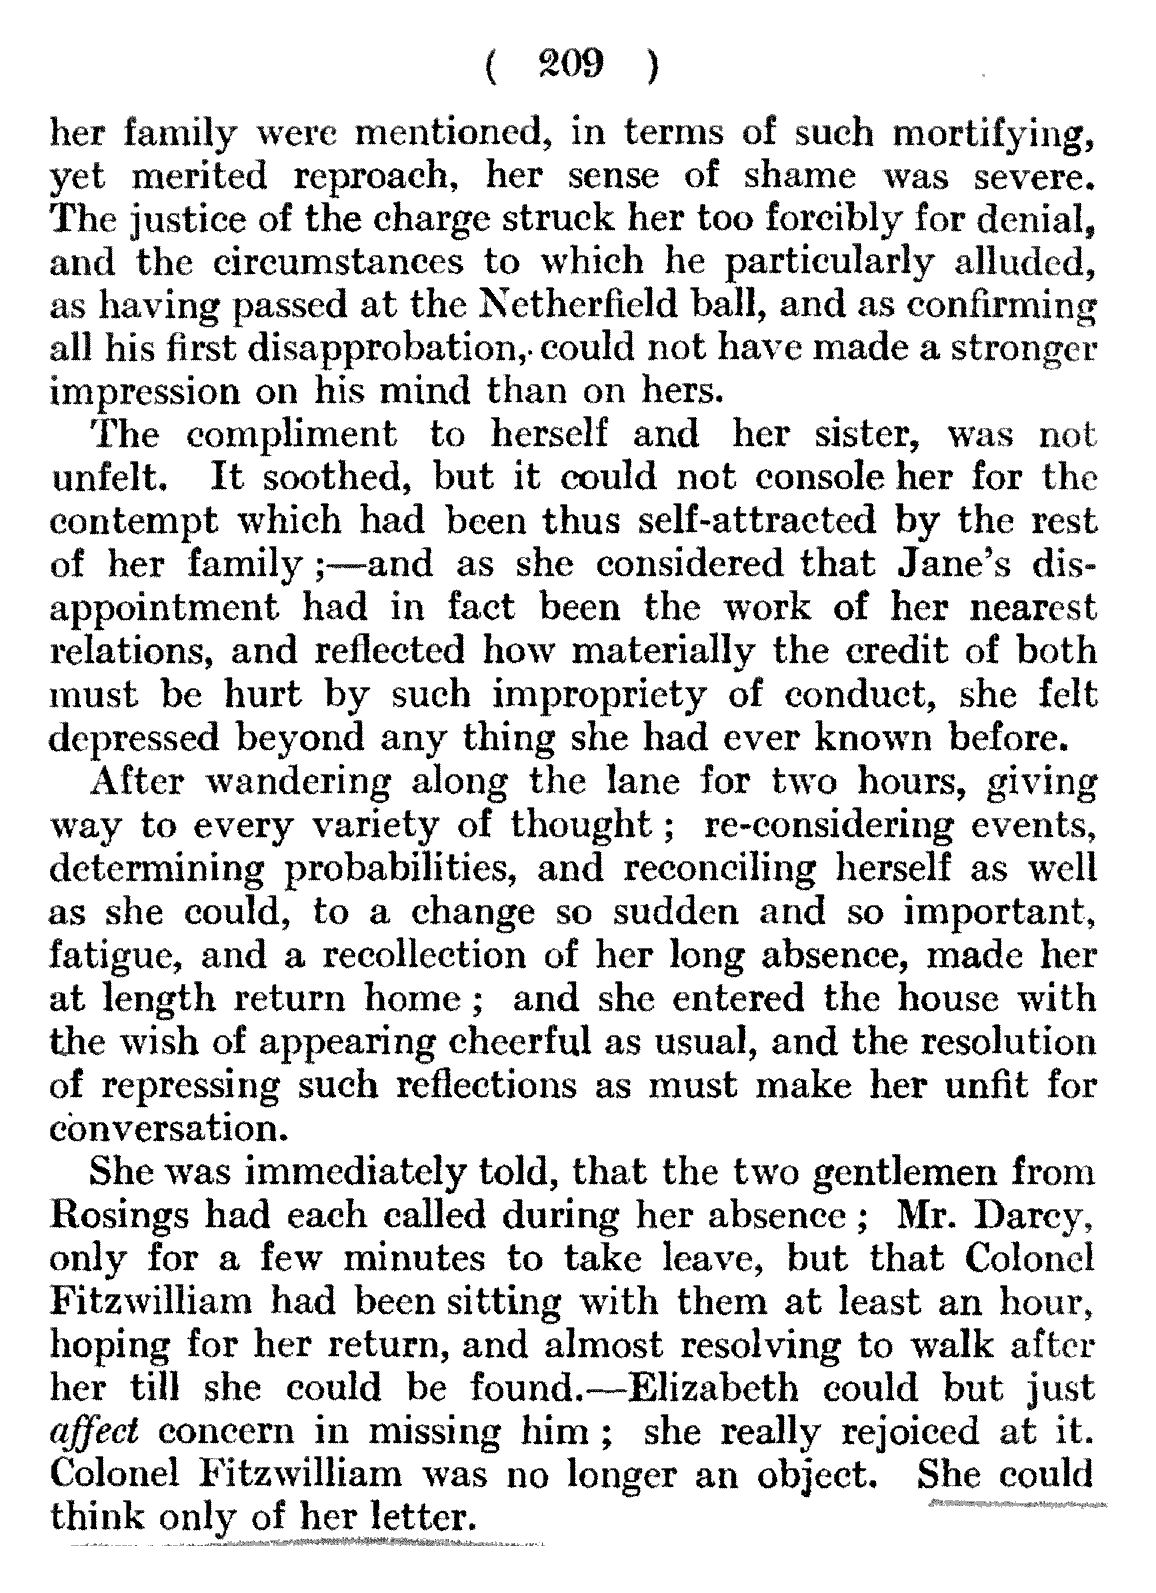 ( 209 )
her family were mentioned, in terms of such mortifying,
yet merited reproach, her sense of shame was severe.
The justice of the charge struck her too forcibly for denial,
and the circumstances to which he particularly alluded,
as having passed at the Netherfield ball, and as confirming
all his first disapprobation, could not have made a stronger
impression on his mind than on hers.
The compliment to herself and her sister, was not
unfelt. It soothed, but it could not console her for the
contempt which had been thus self-attracted by the rest
of her family ;—and as she considered that Jane's dis-
appointment had in fact been the work of her nearest
relations, and reflected how materially the credit of both
must be hurt by such impropriety of conduct, she felt
depressed beyond any thing she had ever known before.
After wandering along the lane for two hours, giving
way to every variety of thought ; re-considering events,
determining probabilities, and reconciling herself as well
as she could, to a change so sudden and so important,
fatigue, and a recollection of her long absence, made her
at length return home ; and she entered the house with
the wish of appearing cheerful as usual, and the resolution
of repressing such reflections as must make her unfit for
conversation.
She was immediately told, that the two gentlemen from
Rosings had each called during her absence ; Mr. Darcy,
only for a few minutes to take leave, but that Colonel
Fitzwilliam had been sitting with them at least an hour,
hoping for her return, and almost resolving to walk after
her till she could be found.—Elizabeth could but just
affect concern in missing him ; she really rejoiced at it.
Colonel Fitzwilliam was no longer an object. She could
think only of her letter.